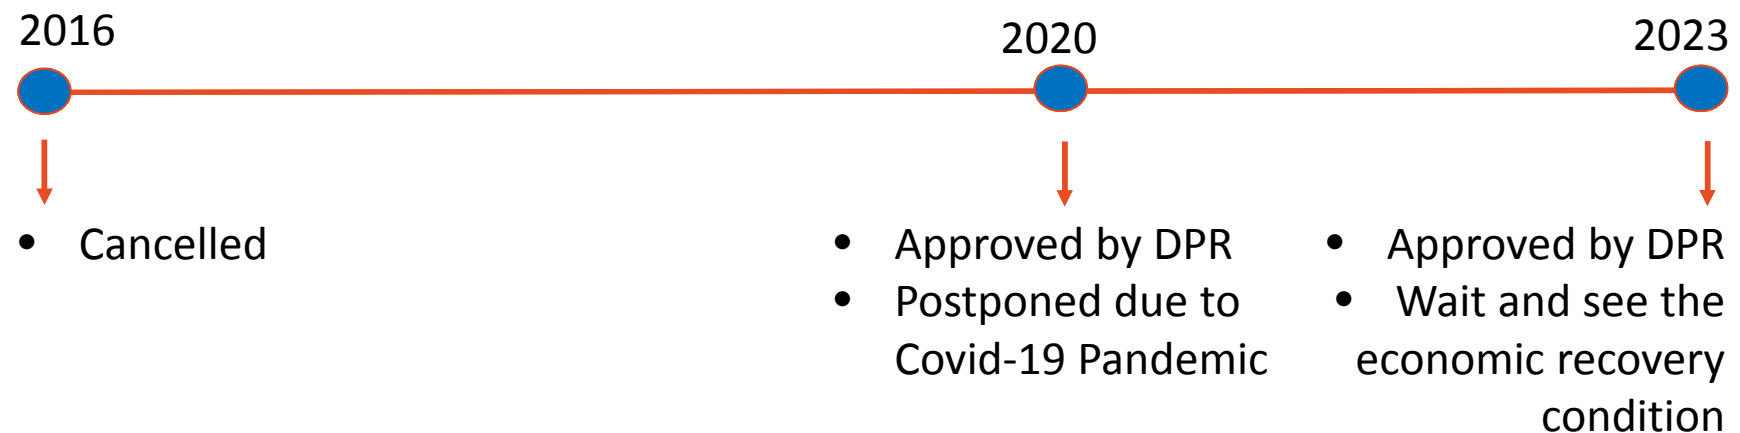 2016
2020
2023
• Cancelled
• Approved by DPR
• Postponed due to
Covid-19 Pandemic
• Approved by DPR
• Wait and see the
economic recovery
condition